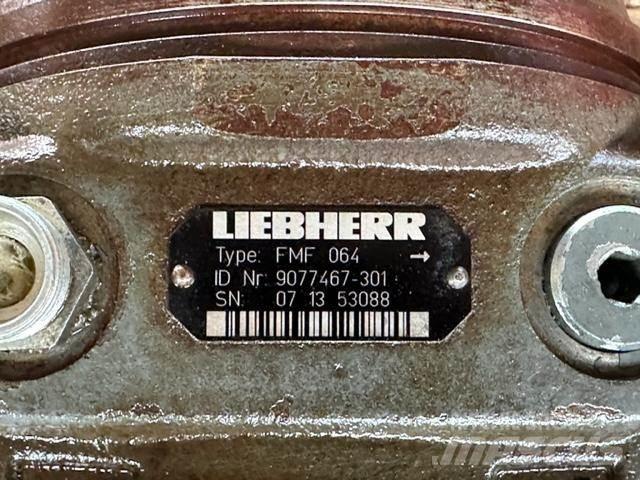 LIEBHERR
Type: FMF 064 →
ID Nr: 9077467-301
SN: 07 13 53088